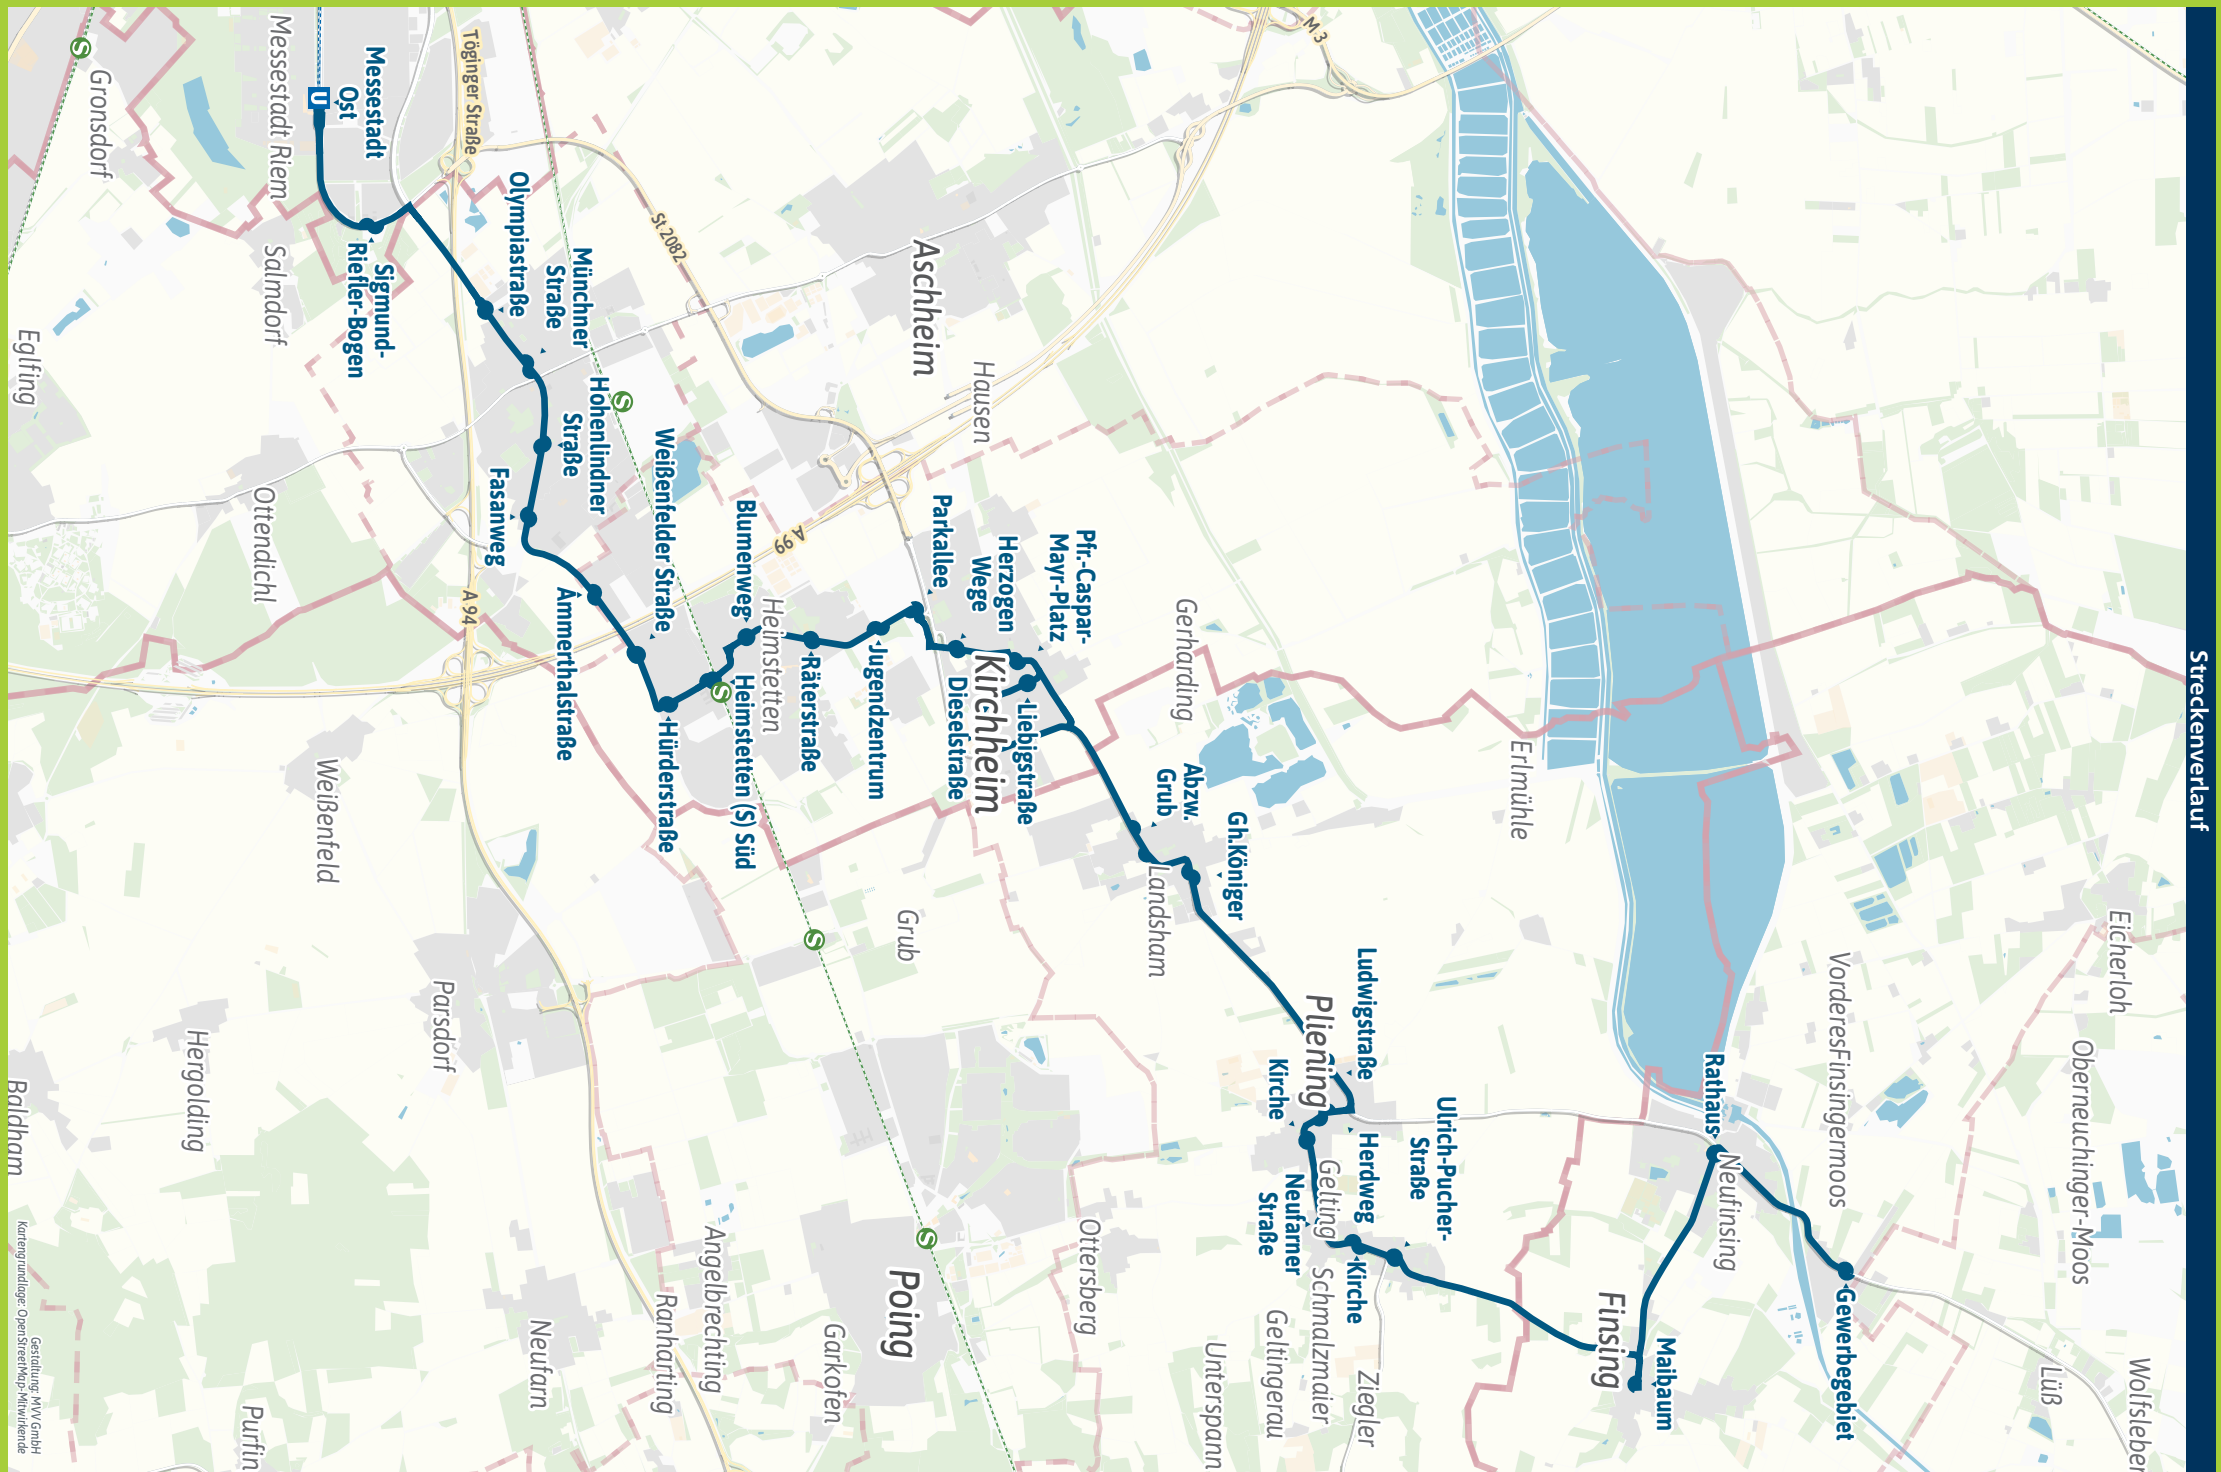 Streckenverlauf
M 3
Töginger Straße
Messestadt
Ost
U
Messestadt Riem
Gronsdorf
S
Olympiastraße
St 2082
Münchner
Straße
Sigmund-
Riefler-Bogen
Salmdorf
Eglfing
Aschheim
Hausen
S
Hohenlindner
Straße
Weißenfelder Straße
Fasanweg
Ottendichl
A 94
A 99
Blumenweg
Heimstetten
Parkallee
Herzogen
Wege
Pfr.-Caspar-
Mayr-Platz
Ammerthalstraße
Hürderstraße
S
Heimstetten (S) Süd
Räterstraße
Jugendzentrum
Dieselstraße
Kirchheim
Liebigstraße
Gerharding
Abzw.
Grub
Gh.Königer
Landsham
Erlmühle
Weißenfeld
Grub
S
Parsdorf
Hergolding
Baldham
Eicherloh
VorderesFinsingermoos
Oberneuchinger-Moos
Ludwigstraße
Pliening
Kirche
Ulrich-Pucher-
Straße
Herdweg
Gelting
Neufarner
Straße
Kirche
Rathaus
Neufinsing
Gewerbegebiet
Finsing
Maibaum
Schmalzmaier
Geltingerau
Ziegler
Unterspann
Ottersberg
S
Poing
Angelbrechting
Ranharting
Garkofen
Neufarn
Purfin
Lüß
Wolfsleber
Gestaltung: MVV GmbH
Kartengrundlage: OpenStreetMap-Mitwirkende